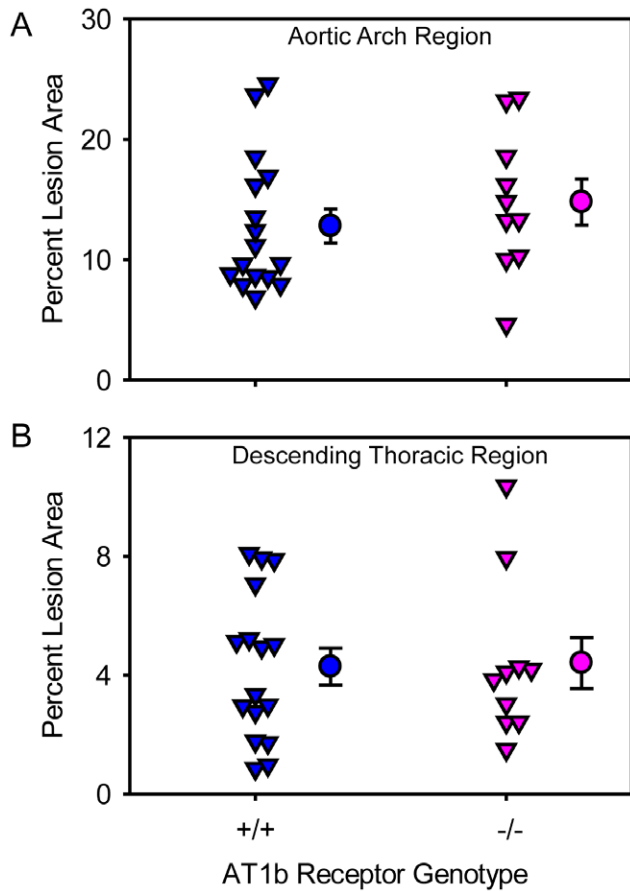 A
Aortic Arch Region
Percent Lesion Area
30
20
10
0
B
Descending Thoracic Region
Percent Lesion Area
12
8
4
0
+/+
-/-
AT1b Receptor Genotype